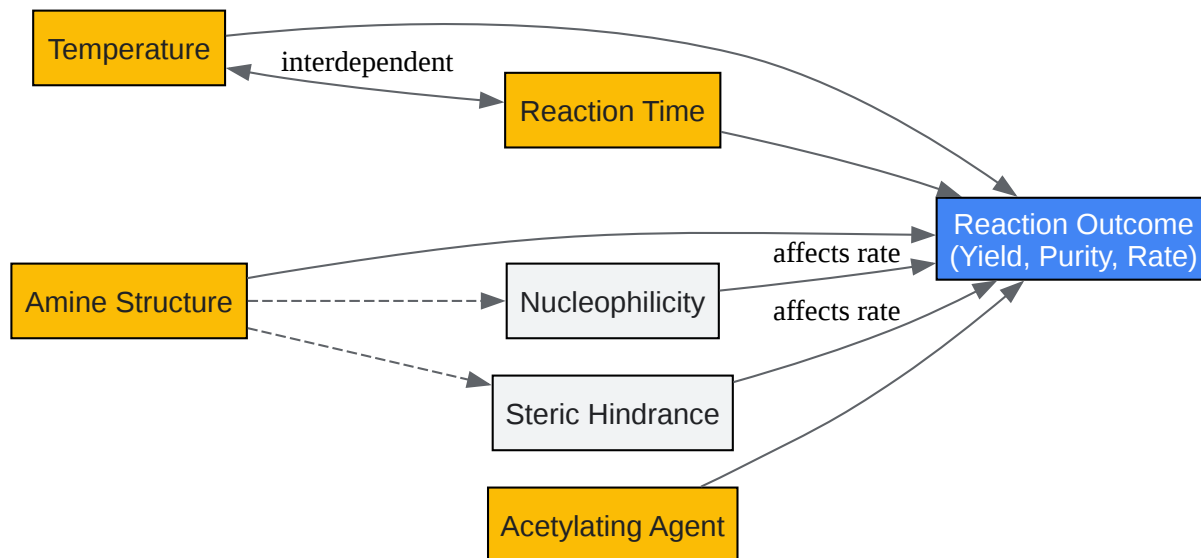 Temperature
interdependent
Reaction Time
Reaction Outcome
(Yield, Purity, Rate)
affects rate
Amine Structure
Nucleophilicity
affects rate
Steric Hindrance
Acetylating Agent